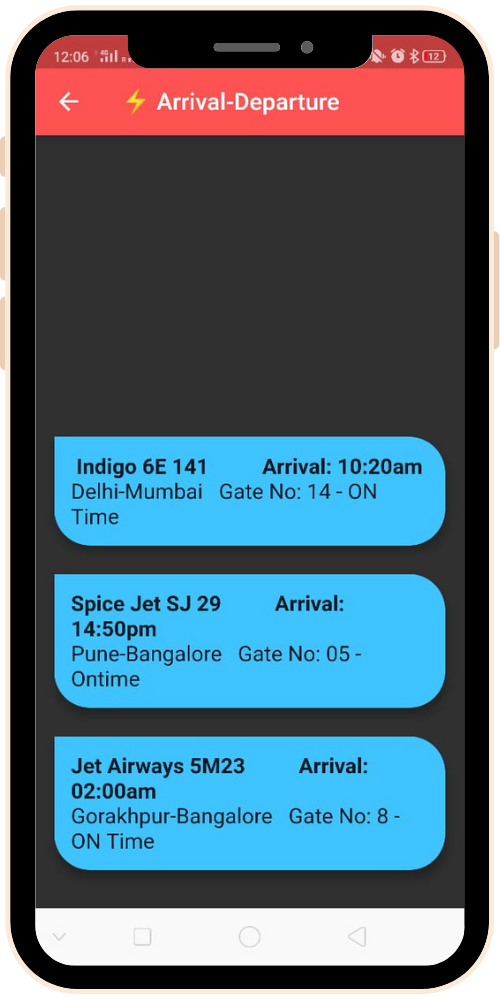 12:06
12
⚡ Arrival-Departure
Indigo 6E 141 Arrival: 10:20am
Delhi-Mumbai Gate No: 14 - ON
Time
Spice Jet SJ 29 Arrival:
14:50pm
Pune-Bangalore Gate No: 05 -
Ontime
Jet Airways 5M23 Arrival:
02:00am
Gorakhpur-Bangalore Gate No: 8 -
ON Time